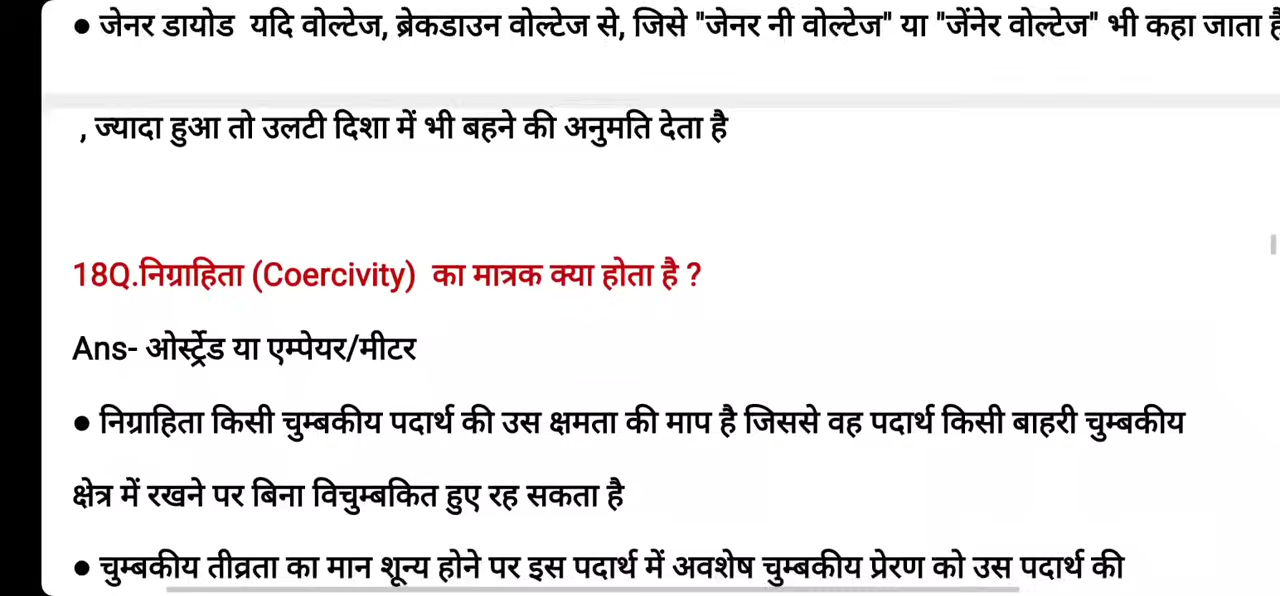 ● जेनर डायोड यदि वोल्टेज, ब्रेकडाउन वोल्टेज से, जिसे "जेनर नी वोल्टेज" या "जेंनेर वोल्टेज" भी कहा जाता है
, ज्यादा हुआ तो उलटी दिशा में भी बहने की अनुमति देता है
18Q.निग्राहिता (Coercivity) का मात्रक क्या होता है ?
Ans- ओर्स्ट्रेड या एम्पेयर/मीटर
● निग्राहिता किसी चुम्बकीय पदार्थ की उस क्षमता की माप है जिससे वह पदार्थ किसी बाहरी चुम्बकीय
क्षेत्र में रखने पर बिना विचुम्बकित हुए रह सकता है
● चुम्बकीय तीव्रता का मान शून्य होने पर इस पदार्थ में अवशेष चुम्बकीय प्रेरण को उस पदार्थ की